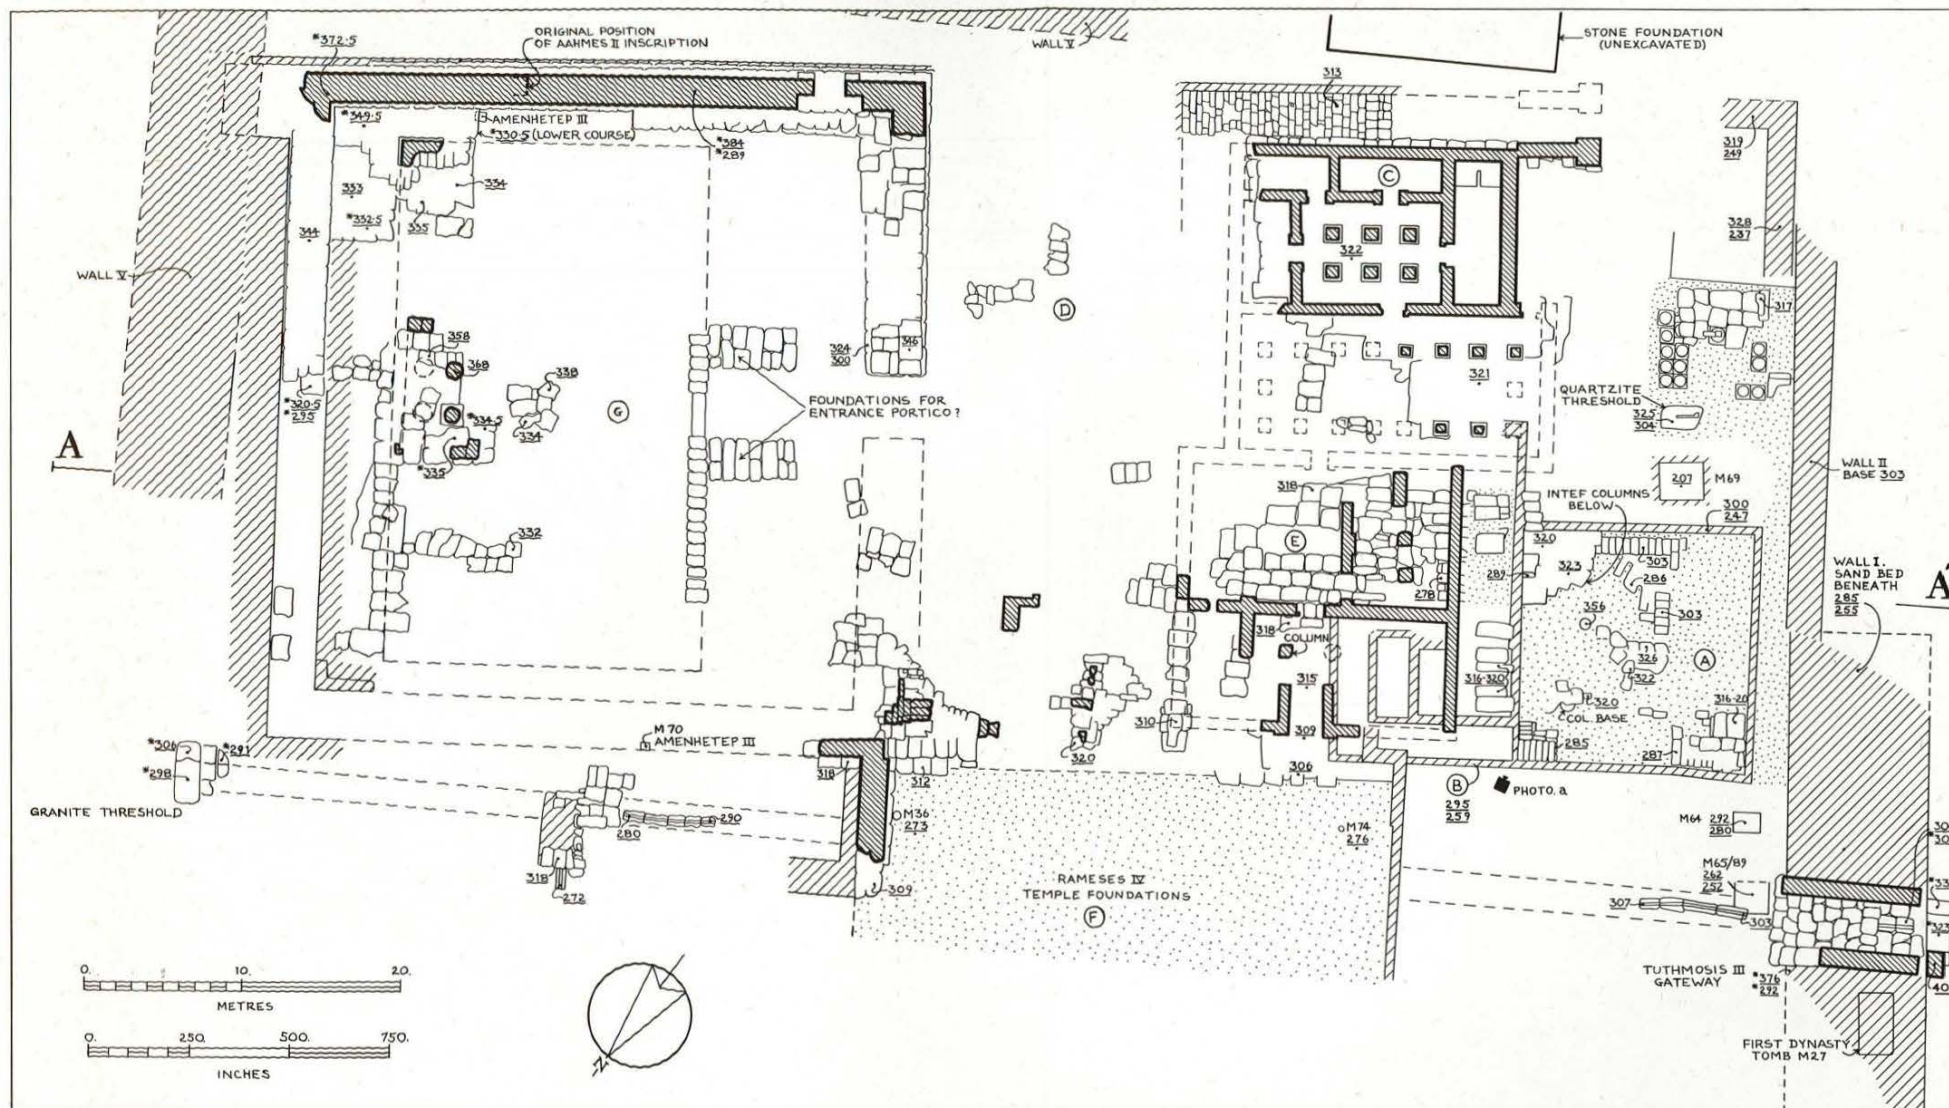 *372·5
ORIGINAL POSITION
OF AAHMES II INSCRIPTION
WALL V
STONE FOUNDATION
(UNEXCAVATED)
*349·5
AMENHETEP III
*330·5 (LOWER COURSE)
*384
*289
313
C
319
249
333
334
*332·5
335
344
322
328
237
WALL V
D
317
358
368
338
324
300
346
321
*320·5
*295
G
FOUNDATIONS FOR
ENTRANCE PORTICO ?
QUARTZITE
THRESHOLD
325
304
*334·5
334
*335
A
WALL II
BASE 303
207
M69
318
INTEF COLUMNS
BELOW
300
247
332
E
320
303
323
289
286
278
WALL I.
SAND BED
BENEATH
285
255
A'
356
303
318
COLUMN
326
A
322
315
316-320
320
COL. BASE
316-20
M 70
AMENHETEP III
310
309
*306
*291
*298
318
312
320
306
285
287
B
295
259
PHOTO. a
GRANITE THRESHOLD
M36
273
M74
276
M64 292
280
280
290
M65/89
262
252
318
272
309
RAMESES IV
TEMPLE FOUNDATIONS
F
307
303
TUTHMOSIS III
GATEWAY
*376
*292
0. 10. 20.
METRES
0. 250. 500. 750.
INCHES
N
FIRST DYNASTY
TOMB M27